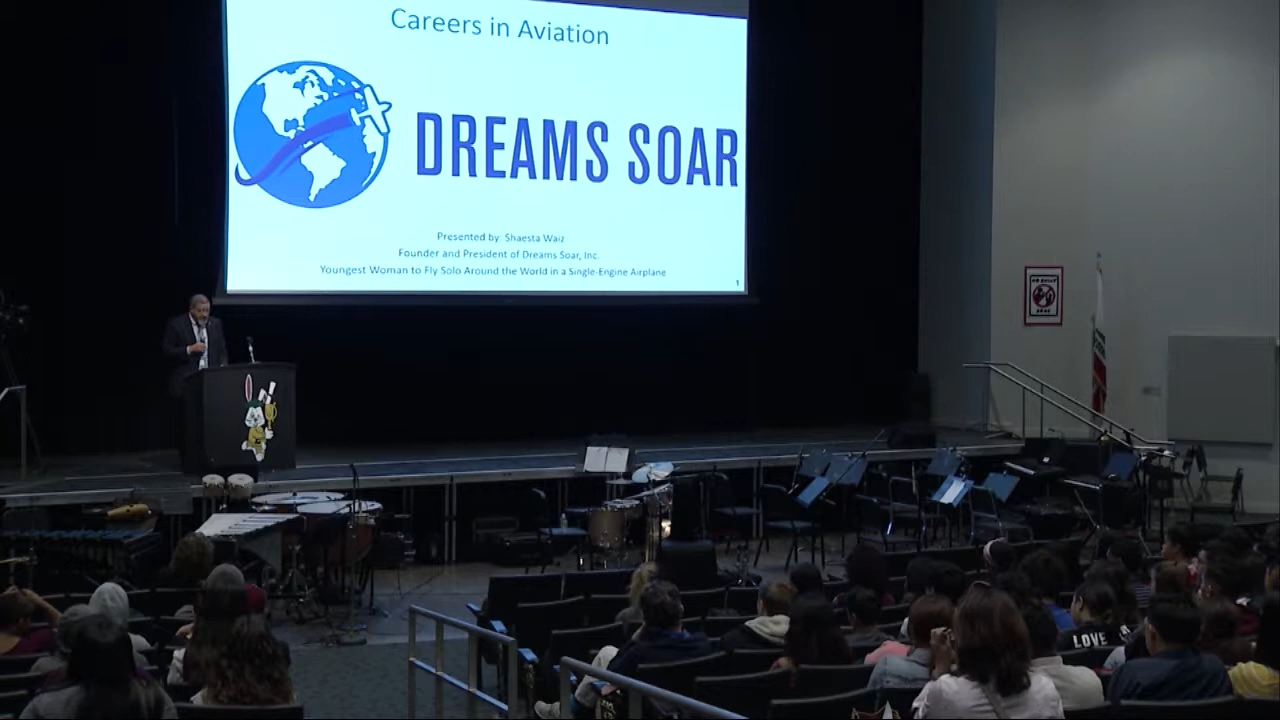 Careers in Aviation
DREAMS SOAR
Presented by: Shaesta Waiz
Founder and President of Dreams Soar, Inc.
Youngest Woman to Fly Solo Around the World in a Single-Engine Airplane
1
LOVE